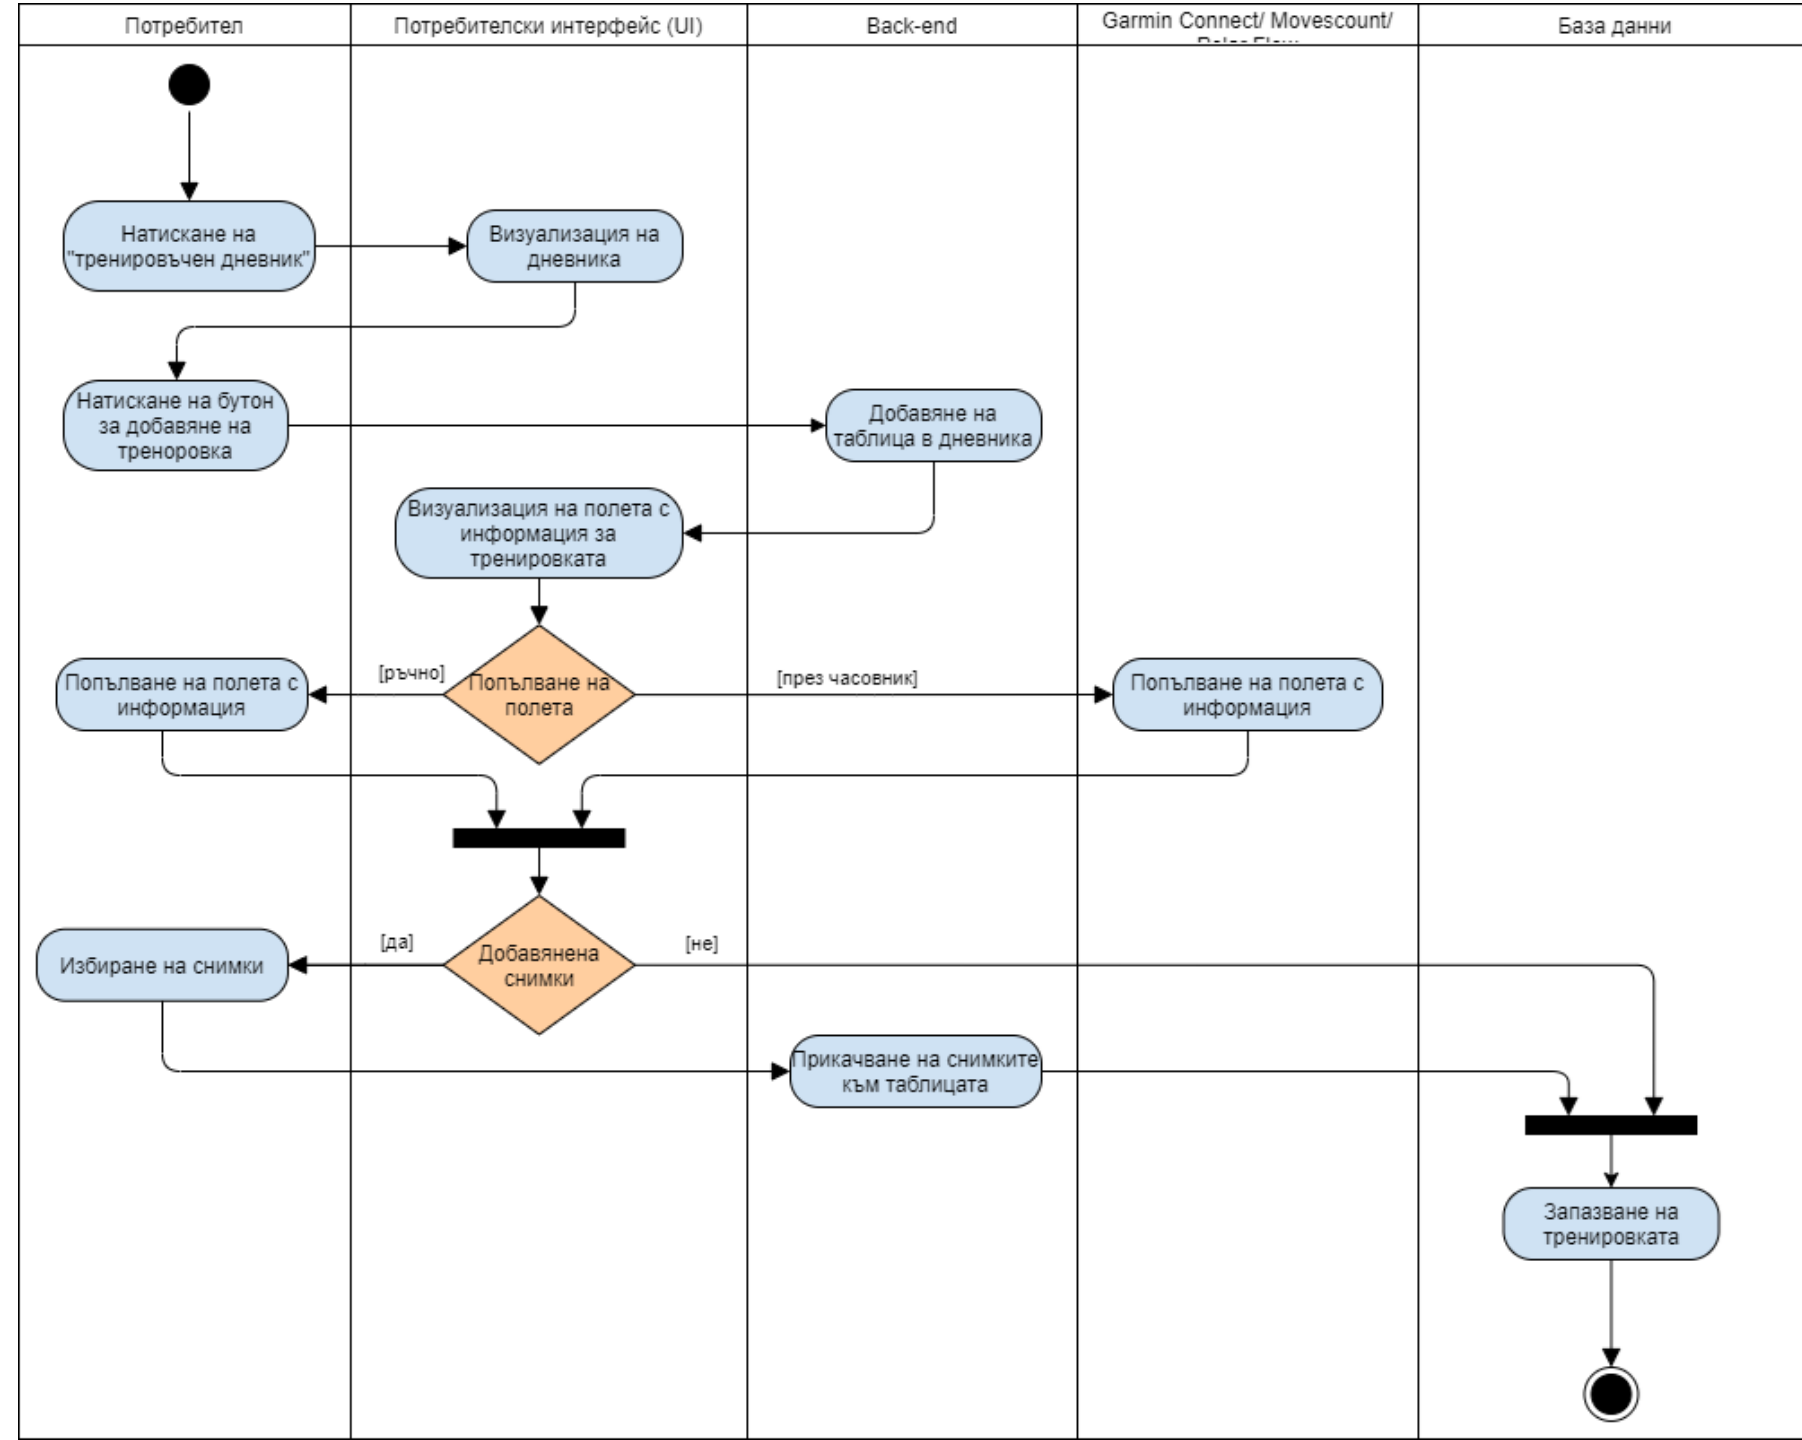 Потребител
Потребителски интерфейс (UI)
Back-end
Garmin Connect/ Movescount/
Polar Flow
База данни
Натискане на
"тренировъчен дневник"
Визуализация на
дневника
Натискане на бутон
за добавяне на
треноровка
Добавяне на
таблица в дневника
Визуализация на полета с
информация за
тренировката
[ръчно]
Попълване на
полета
[през часовник]
Попълване на полета с
информация
Попълване на полета с
информация
[да]
Добавянена
снимки
[не]
Избиране на снимки
Прикачване на снимките
към таблицата
Запазване на
тренировката